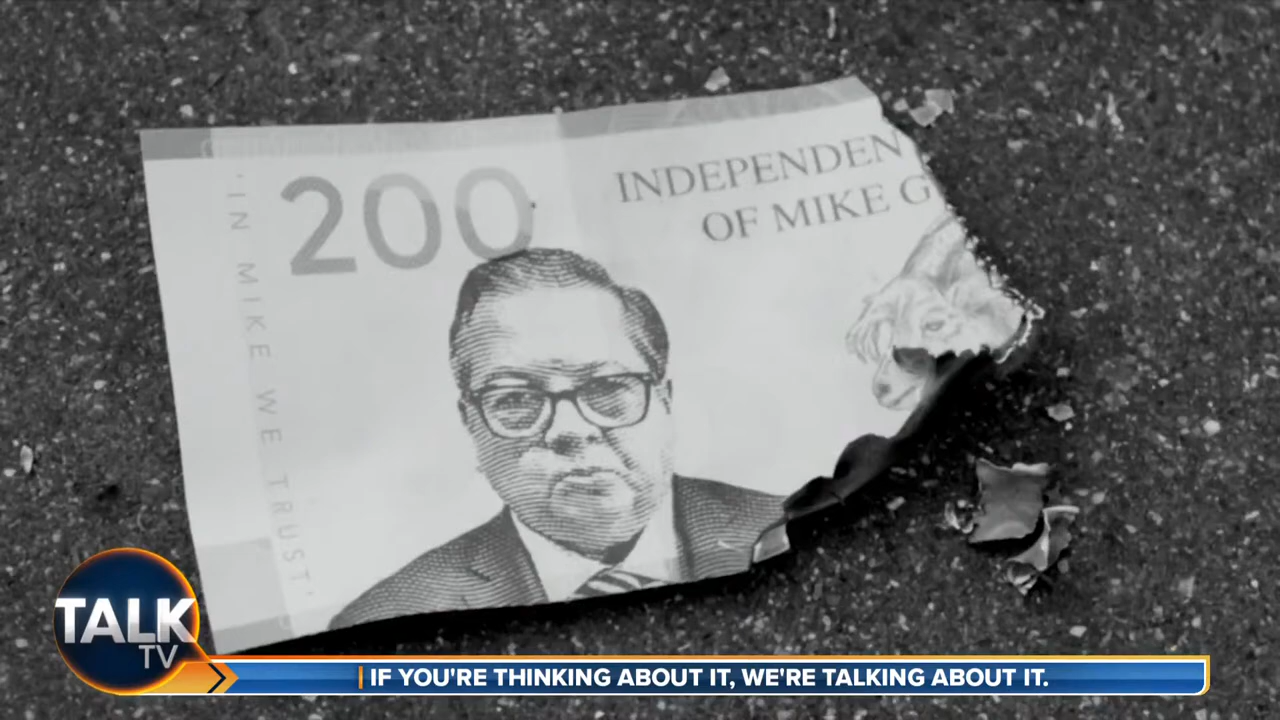 200
INDEPENDEN
OF MIKE G
'IN MIKE WE TRUST'
TALK
TV
IF YOU'RE THINKING ABOUT IT, WE'RE TALKING ABOUT IT.